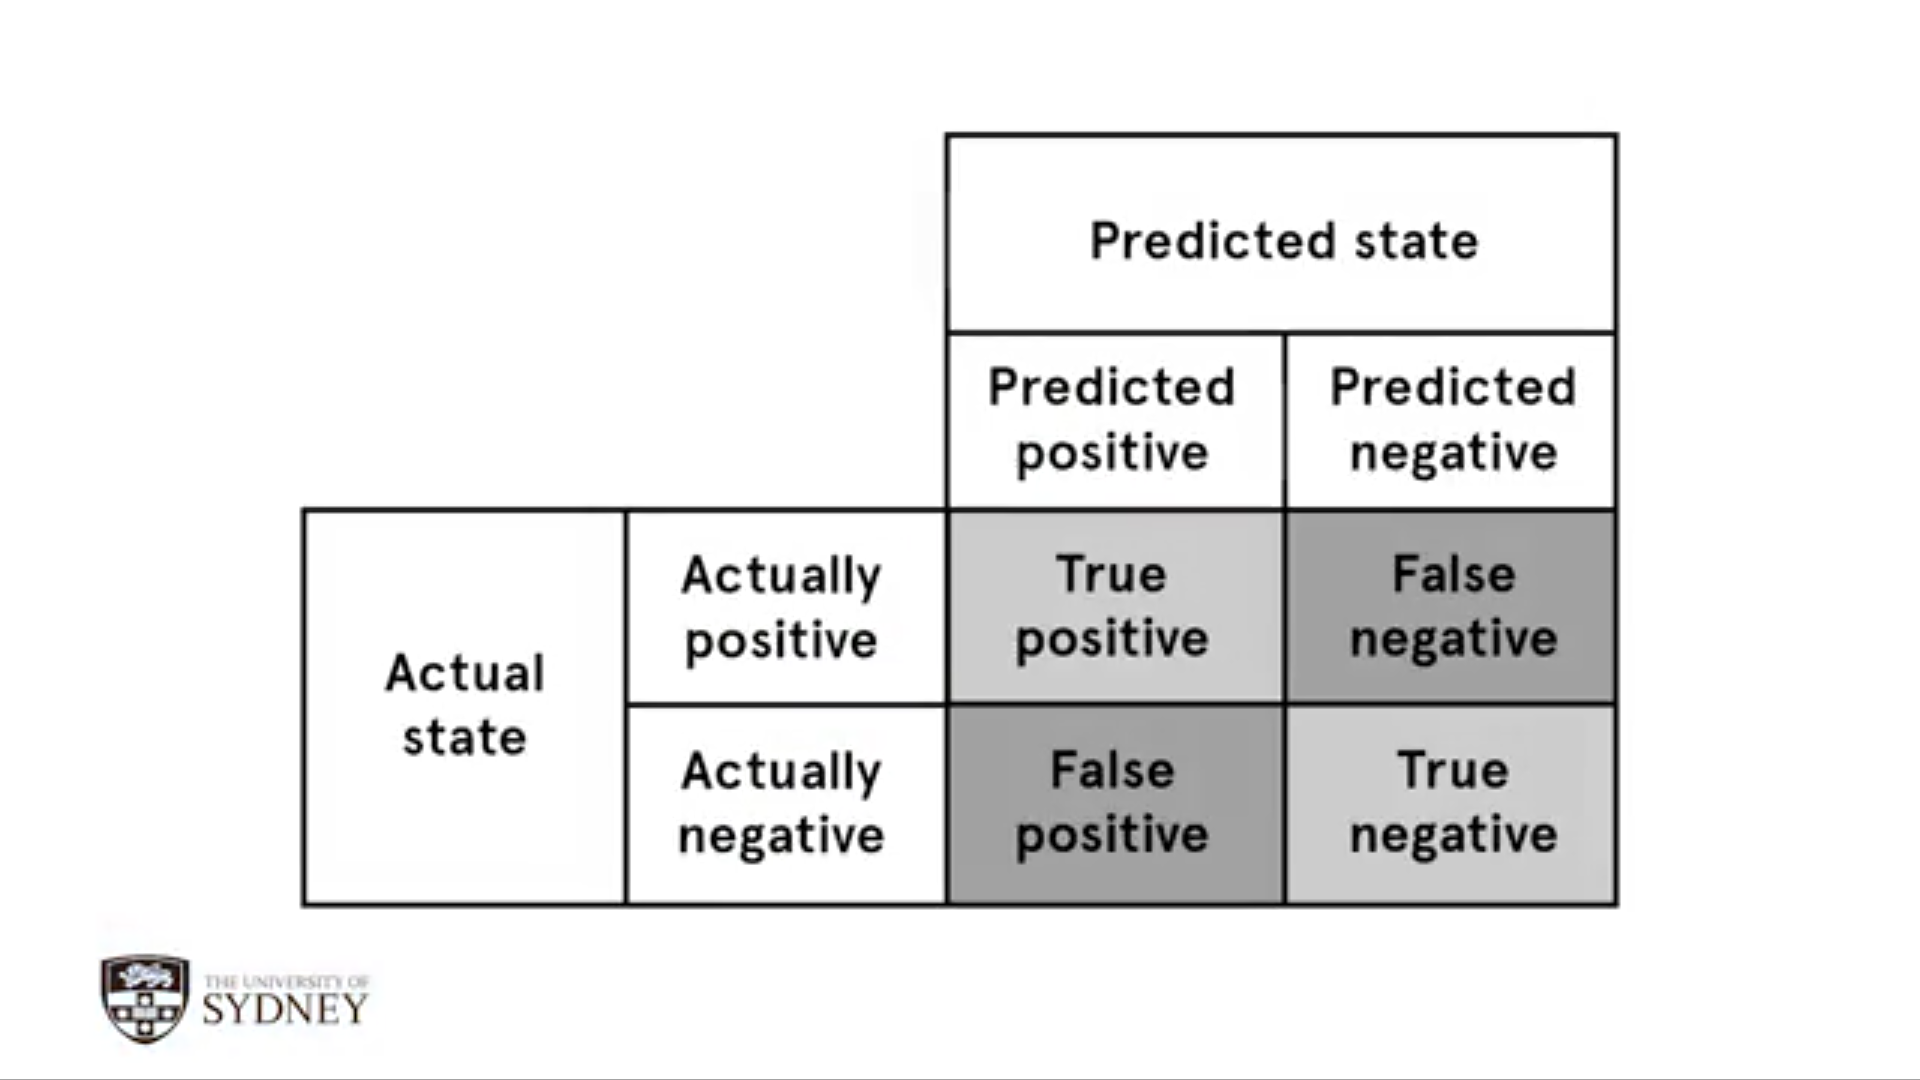 Predicted state
Predicted
positive
Predicted
negative
Actual
state
Actually
positive
True
positive
False
negative
Actually
negative
False
positive
True
negative
THE UNIVERSITY OF
SYDNEY